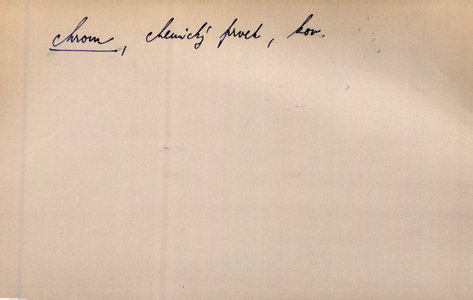 chrom, chemický prvek, kov.